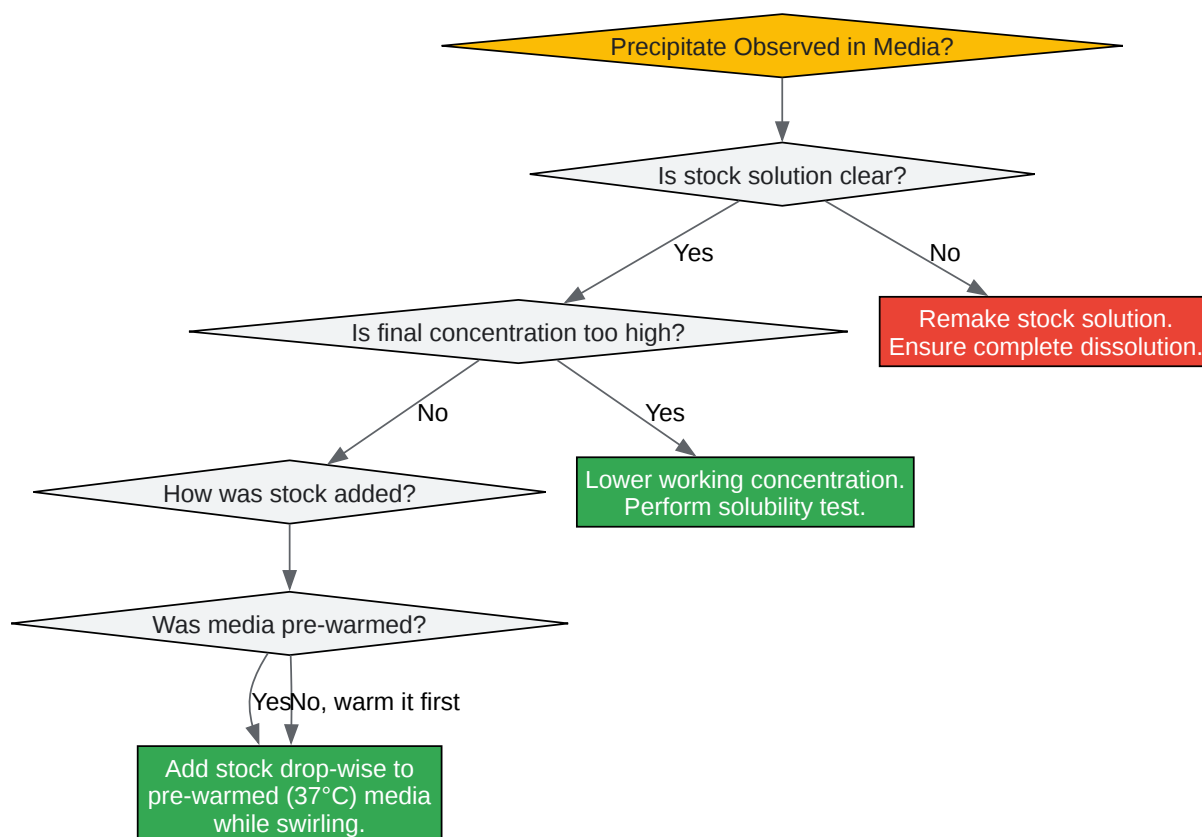 Precipitate Observed in Media?
Is stock solution clear?
Yes
No
Is final concentration too high?
Remake stock solution.
Ensure complete dissolution.
No
Yes
How was stock added?
Lower working concentration.
Perform solubility test.
Was media pre-warmed?
Yes
No, warm it first
Add stock drop-wise to
pre-warmed (37°C) media
while swirling.